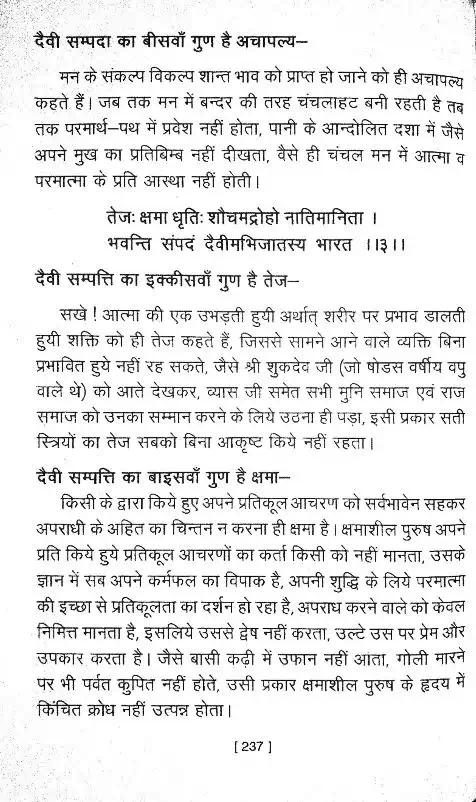 दैवी सम्पदा का बीसवाँ गुण है अचापल्य–
मन के संकल्प विकल्प शान्त भाव को प्राप्त हो जाने को ही अचापल्य
कहते हैं। जब तक मन में बन्दर की तरह चंचलाहट बनी रहती है तब
तक परमार्थ-पथ में प्रवेश नहीं होता, पानी के आन्दोलित दशा में जैसे
अपने मुख का प्रतिबिम्ब नहीं दीखता, वैसे ही चंचल मन में आत्मा व
परमात्मा के प्रति आस्था नहीं होती।
तेजः क्षमा धृतिः शौचमद्रोहो नातिमानिता ।
भवन्ति संपदं दैवीमभिजातस्य भारत ।।३।।
दैवी सम्पत्ति का इक्कीसवाँ गुण है तेज–
सखे ! आत्मा की एक उभड़ती हुयी अर्थात् शरीर पर प्रभाव डालती
हुयी शक्ति को ही तेज कहते हैं, जिससे सामने आने वाले व्यक्ति बिना
प्रभावित हुये नहीं रह सकते, जैसे श्री शुकदेव जी (जो षोडस वर्षीय वपु
वाले थे) को आते देखकर, व्यास जी समेत सभी मुनि समाज एवं राज
समाज को उनका सम्मान करने के लिये उठना ही पड़ा, इसी प्रकार सती
स्त्रियों का तेज सबको बिना आकृष्ट किये नहीं रहता।
दैवी सम्पत्ति का बाइसवाँ गुण है क्षमा–
किसी के द्वारा किये हुए अपने प्रतिकूल आचरण को सर्वभावेन सहकर
अपराधी के अहित का चिन्तन न करना ही क्षमा है। क्षमाशील पुरुष अपने
प्रति किये हुये प्रतिकूल आचरणों का कर्ता किसी को नहीं मानता, उसके
ज्ञान में सब अपने कर्मफल का विपाक है, अपनी शुद्धि के लिये परमात्मा
की इच्छा से प्रतिकूलता का दर्शन हो रहा है, अपराध करने वाले को केवल
निमित्त मानता है, इसलिये उससे द्वेष नहीं करता, उल्टे उस पर प्रेम और
उपकार करता है। जैसे बासी कढ़ी में उफान नहीं आता, गोली मारने
पर भी पर्वत कुपित नहीं होते, उसी प्रकार क्षमाशील पुरुष के हृदय में
किंचित क्रोध नहीं उत्पन्न होता।
[ 237 ]